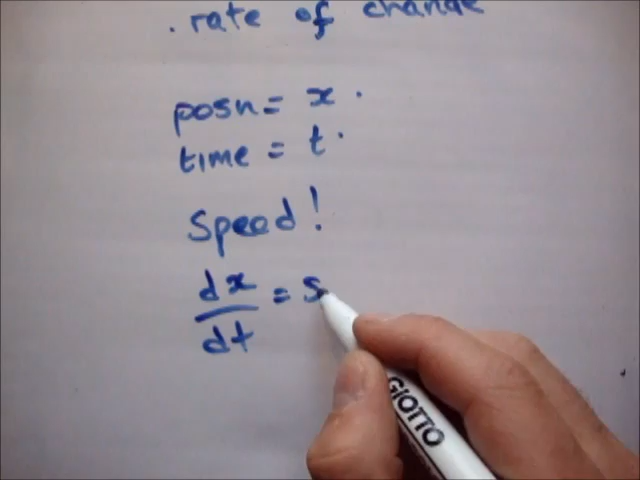 . rate of change
posn = x .
time = t .
Speed!
dx
dt
= S
GIOTTO